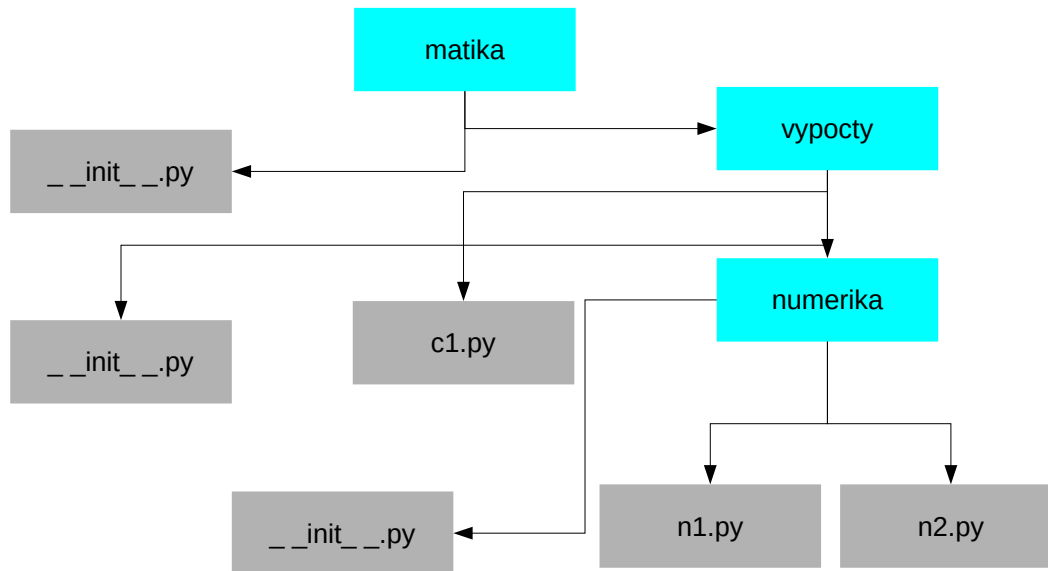 matika
vypocty
_ _init_ _.py
numerika
_ _init_ _.py
c1.py
_ _init_ _.py
n1.py
n2.py